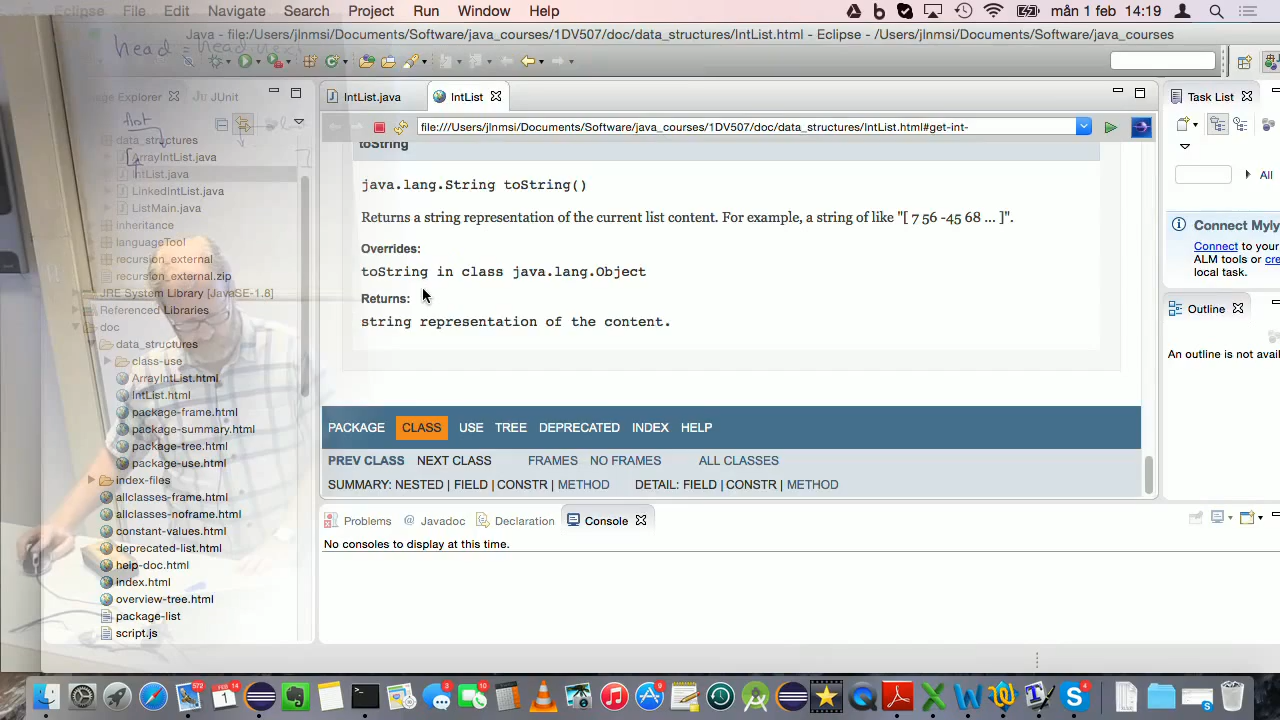 Eclipse File Edit Navigate Search Project Run Window Help mån 1 feb 14:19
Java - file:/Users/jlnmsi/Documents/Software/java_courses/1DV507/doc/data_structures/IntList.html - Eclipse - /Users/jlnmsi/Documents/Software/java_courses
head = head.next
Explorer JUnit
IntList.java IntList
Task List
first
file:///Users/jlnmsi/Documents/Software/java_courses/1DV507/doc/data_structures/IntList.html#get-int-
data_structures
ArrayIntList.java
IntList.java
LinkedIntList.java
ListMain.java
inheritance
languageTool
recursion_external
recursion_external.zip
JRE System Library [JavaSE-1.8]
Referenced Libraries
doc
data_structures
class-use
ArrayIntList.html
IntList.html
package-frame.html
package-summary.html
package-tree.html
package-use.html
index-files
allclasses-frame.html
allclasses-noframe.html
constant-values.html
deprecated-list.html
help-doc.html
index.html
overview-tree.html
package-list
script.js
toString
java.lang.String toString()
Returns a string representation of the current list content. For example, a string of like "[ 7 56 -45 68 ... ]".
Overrides:
toString in class java.lang.Object
Returns:
string representation of the content.
PACKAGE CLASS USE TREE DEPRECATED INDEX HELP
PREV CLASS NEXT CLASS FRAMES NO FRAMES ALL CLASSES
SUMMARY: NESTED | FIELD | CONSTR | METHOD DETAIL: FIELD | CONSTR | METHOD
Problems Javadoc Declaration Console
No consoles to display at this time.
All
Connect Mylyn
Connect to your
ALM tools or
local task.
Outline
An outline is not